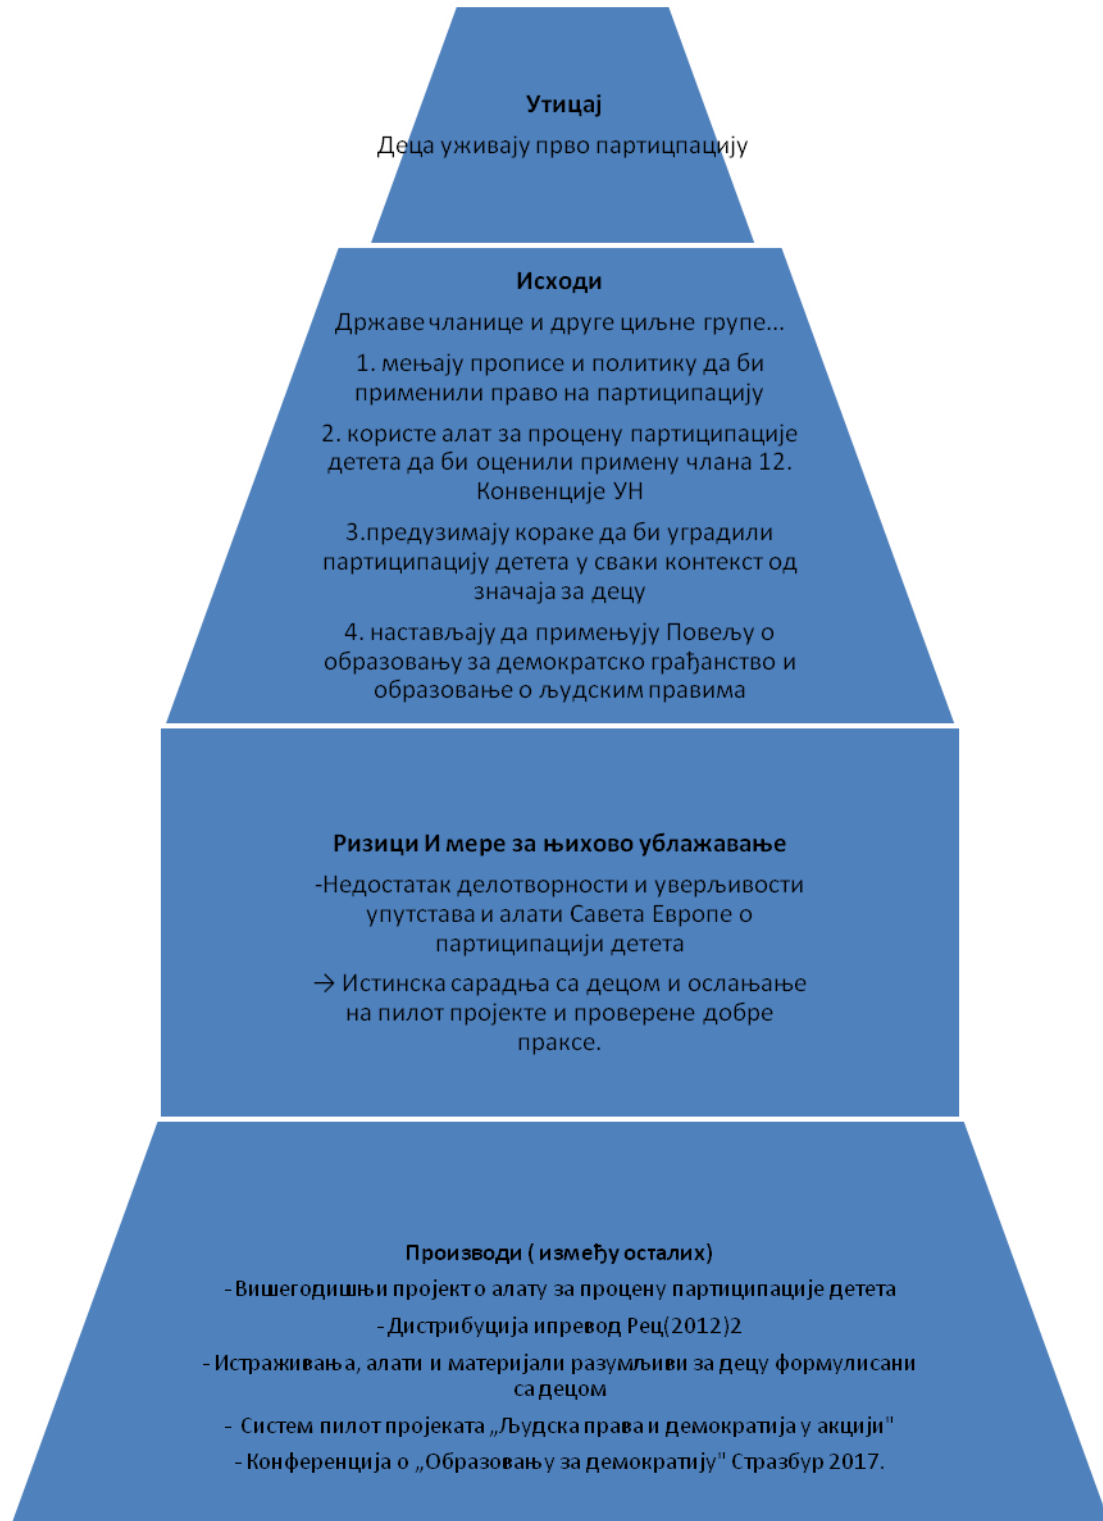 Утицај
Деца уживају прво партицпацију
Исходи
Државе чланице и друге циљне групе...
1. мењају прописе и политику да би
применили право на партиципацију
2. користе алат за процену партиципације
детета да би оценили примену члана 12.
Конвенције УН
3.предузимају кораке да би уградили
партиципацију детета у сваки контекст од
значаја за децу
4. настављају да примењују Повељу о
образовању за демократско грађанство и
образовање о људским правима
Ризици И мере за њихово ублажавање
-Недостатак делотворности и уверљивости
упутстава и алати Савета Европе о
партиципацији детета
→ Истинска сарадња са децом и ослањање
на пилот пројекте и проверене добре
праксе.
Производи ( између осталих)
- Вишегодишњи пројект о алату за процену партиципације детета
- Дистрибуција ипревод Рец(2012)2
- Истраживања, алати и материјали разумљиви за децу формулисани
са децом
- Систем пилот пројеката „Људска права и демократија у акцији"
- Конференција о „Образовању за демократију" Стразбур 2017.